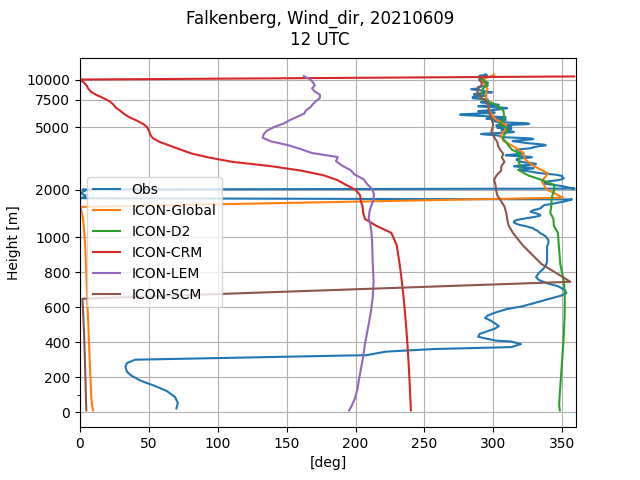 Falkenberg, Wind_dir, 20210609
12 UTC
Height [m]
10000
7500
5000
2000
1000
800
600
400
200
0
Obs
ICON-Global
ICON-D2
ICON-CRM
ICON-LEM
ICON-SCM
0 50 100 150 200 250 300 350
[deg]